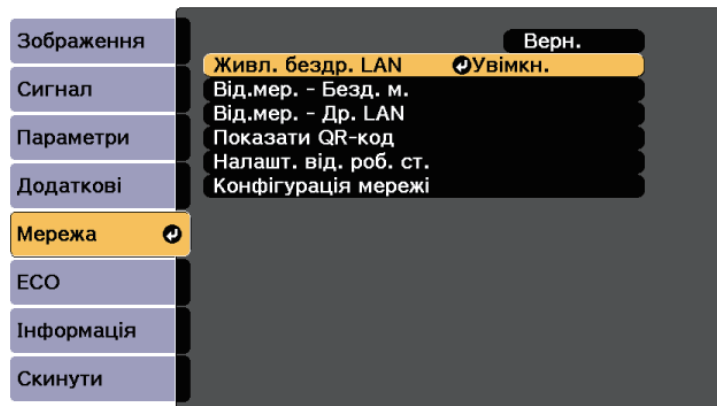 Зображення
Сигнал
Параметри
Додаткові
Мережа
ECO
Інформація
Скинути
Верн.
Живл. бездр. LAN Увімкн.
Від.мер. - Безд. м.
Від.мер. - Др. LAN
Показати QR-код
Налашт. від. роб. ст.
Конфігурація мережі